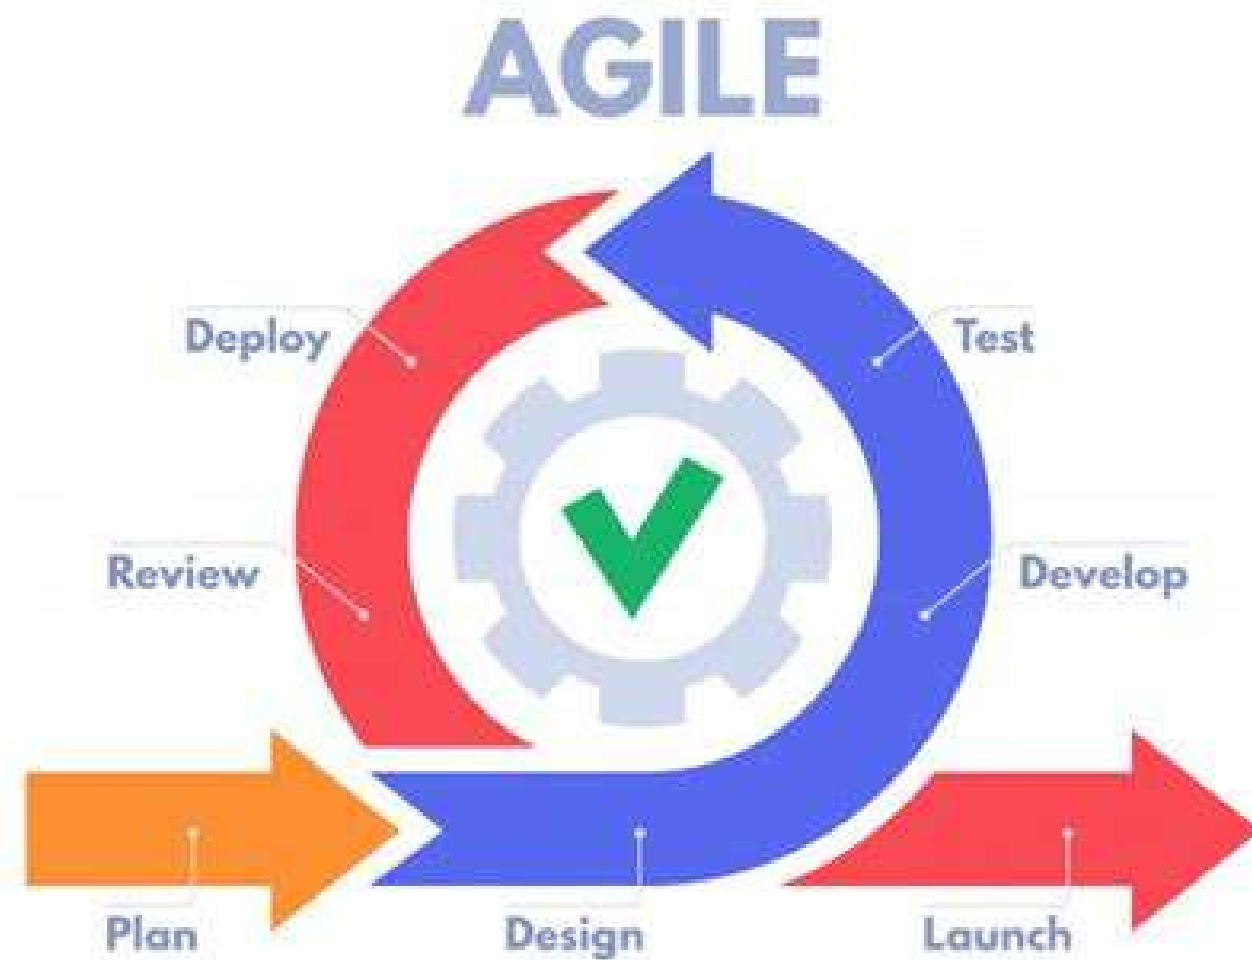 AGILE
Deploy
Test
Review
Develop
Plan
Design
Launch